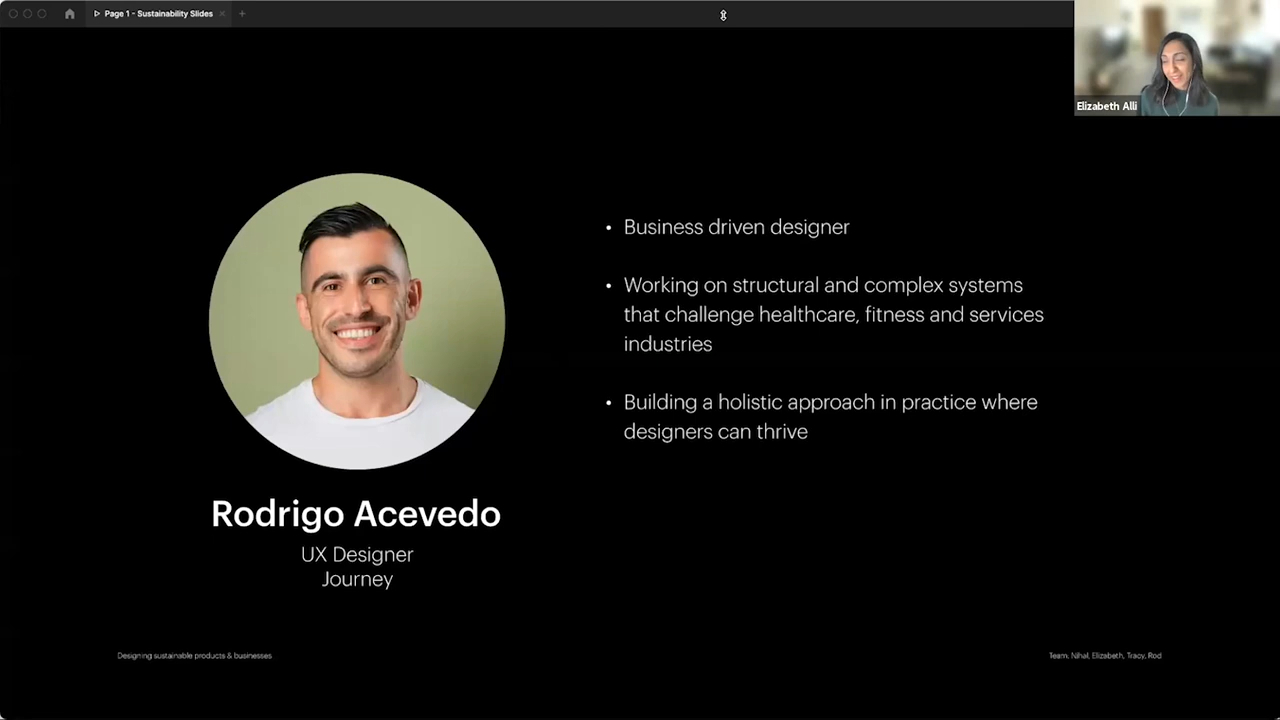 Page 1 - Sustainability Slides
Elizabeth Alli
• Business driven designer
• Working on structural and complex systems
that challenge healthcare, fitness and services
industries
• Building a holistic approach in practice where
designers can thrive
Rodrigo Acevedo
UX Designer
Journey
Designing sustainable products & businesses
Team: Nihal, Elizabeth, Tracy, Rod